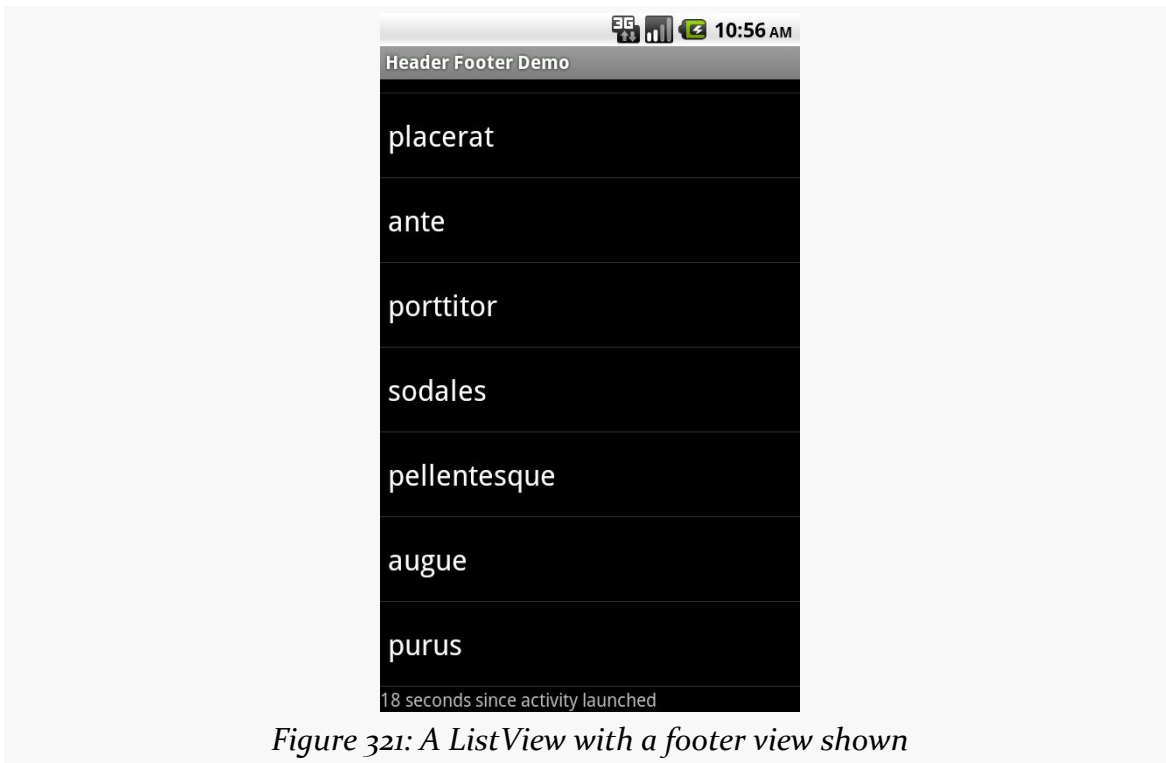 3G 10:56 AM
Header Footer Demo
placerat
ante
porttitor
sodales
pellentesque
augue
purus
18 seconds since activity launched
Figure 321: A ListView with a footer view shown